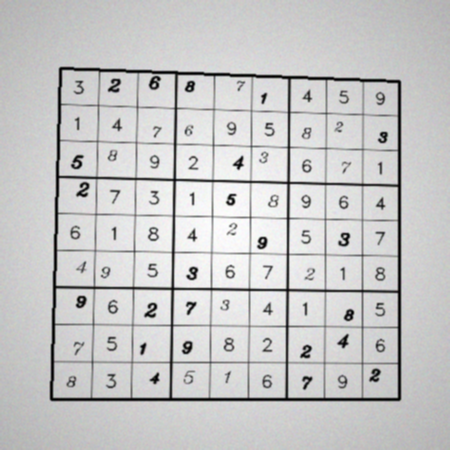 3 2 6 8 7 1 4 5 9
1 4 7 6 9 5 8 2 3
5 8 9 2 4 3 6 7 1
2 7 3 1 5 8 9 6 4
6 1 8 4 2 9 5 3 7
4 9 5 3 6 7 2 1 8
9 6 2 7 3 4 1 8 5
7 5 1 9 8 2 2 4 6
8 3 4 5 1 6 7 9 2